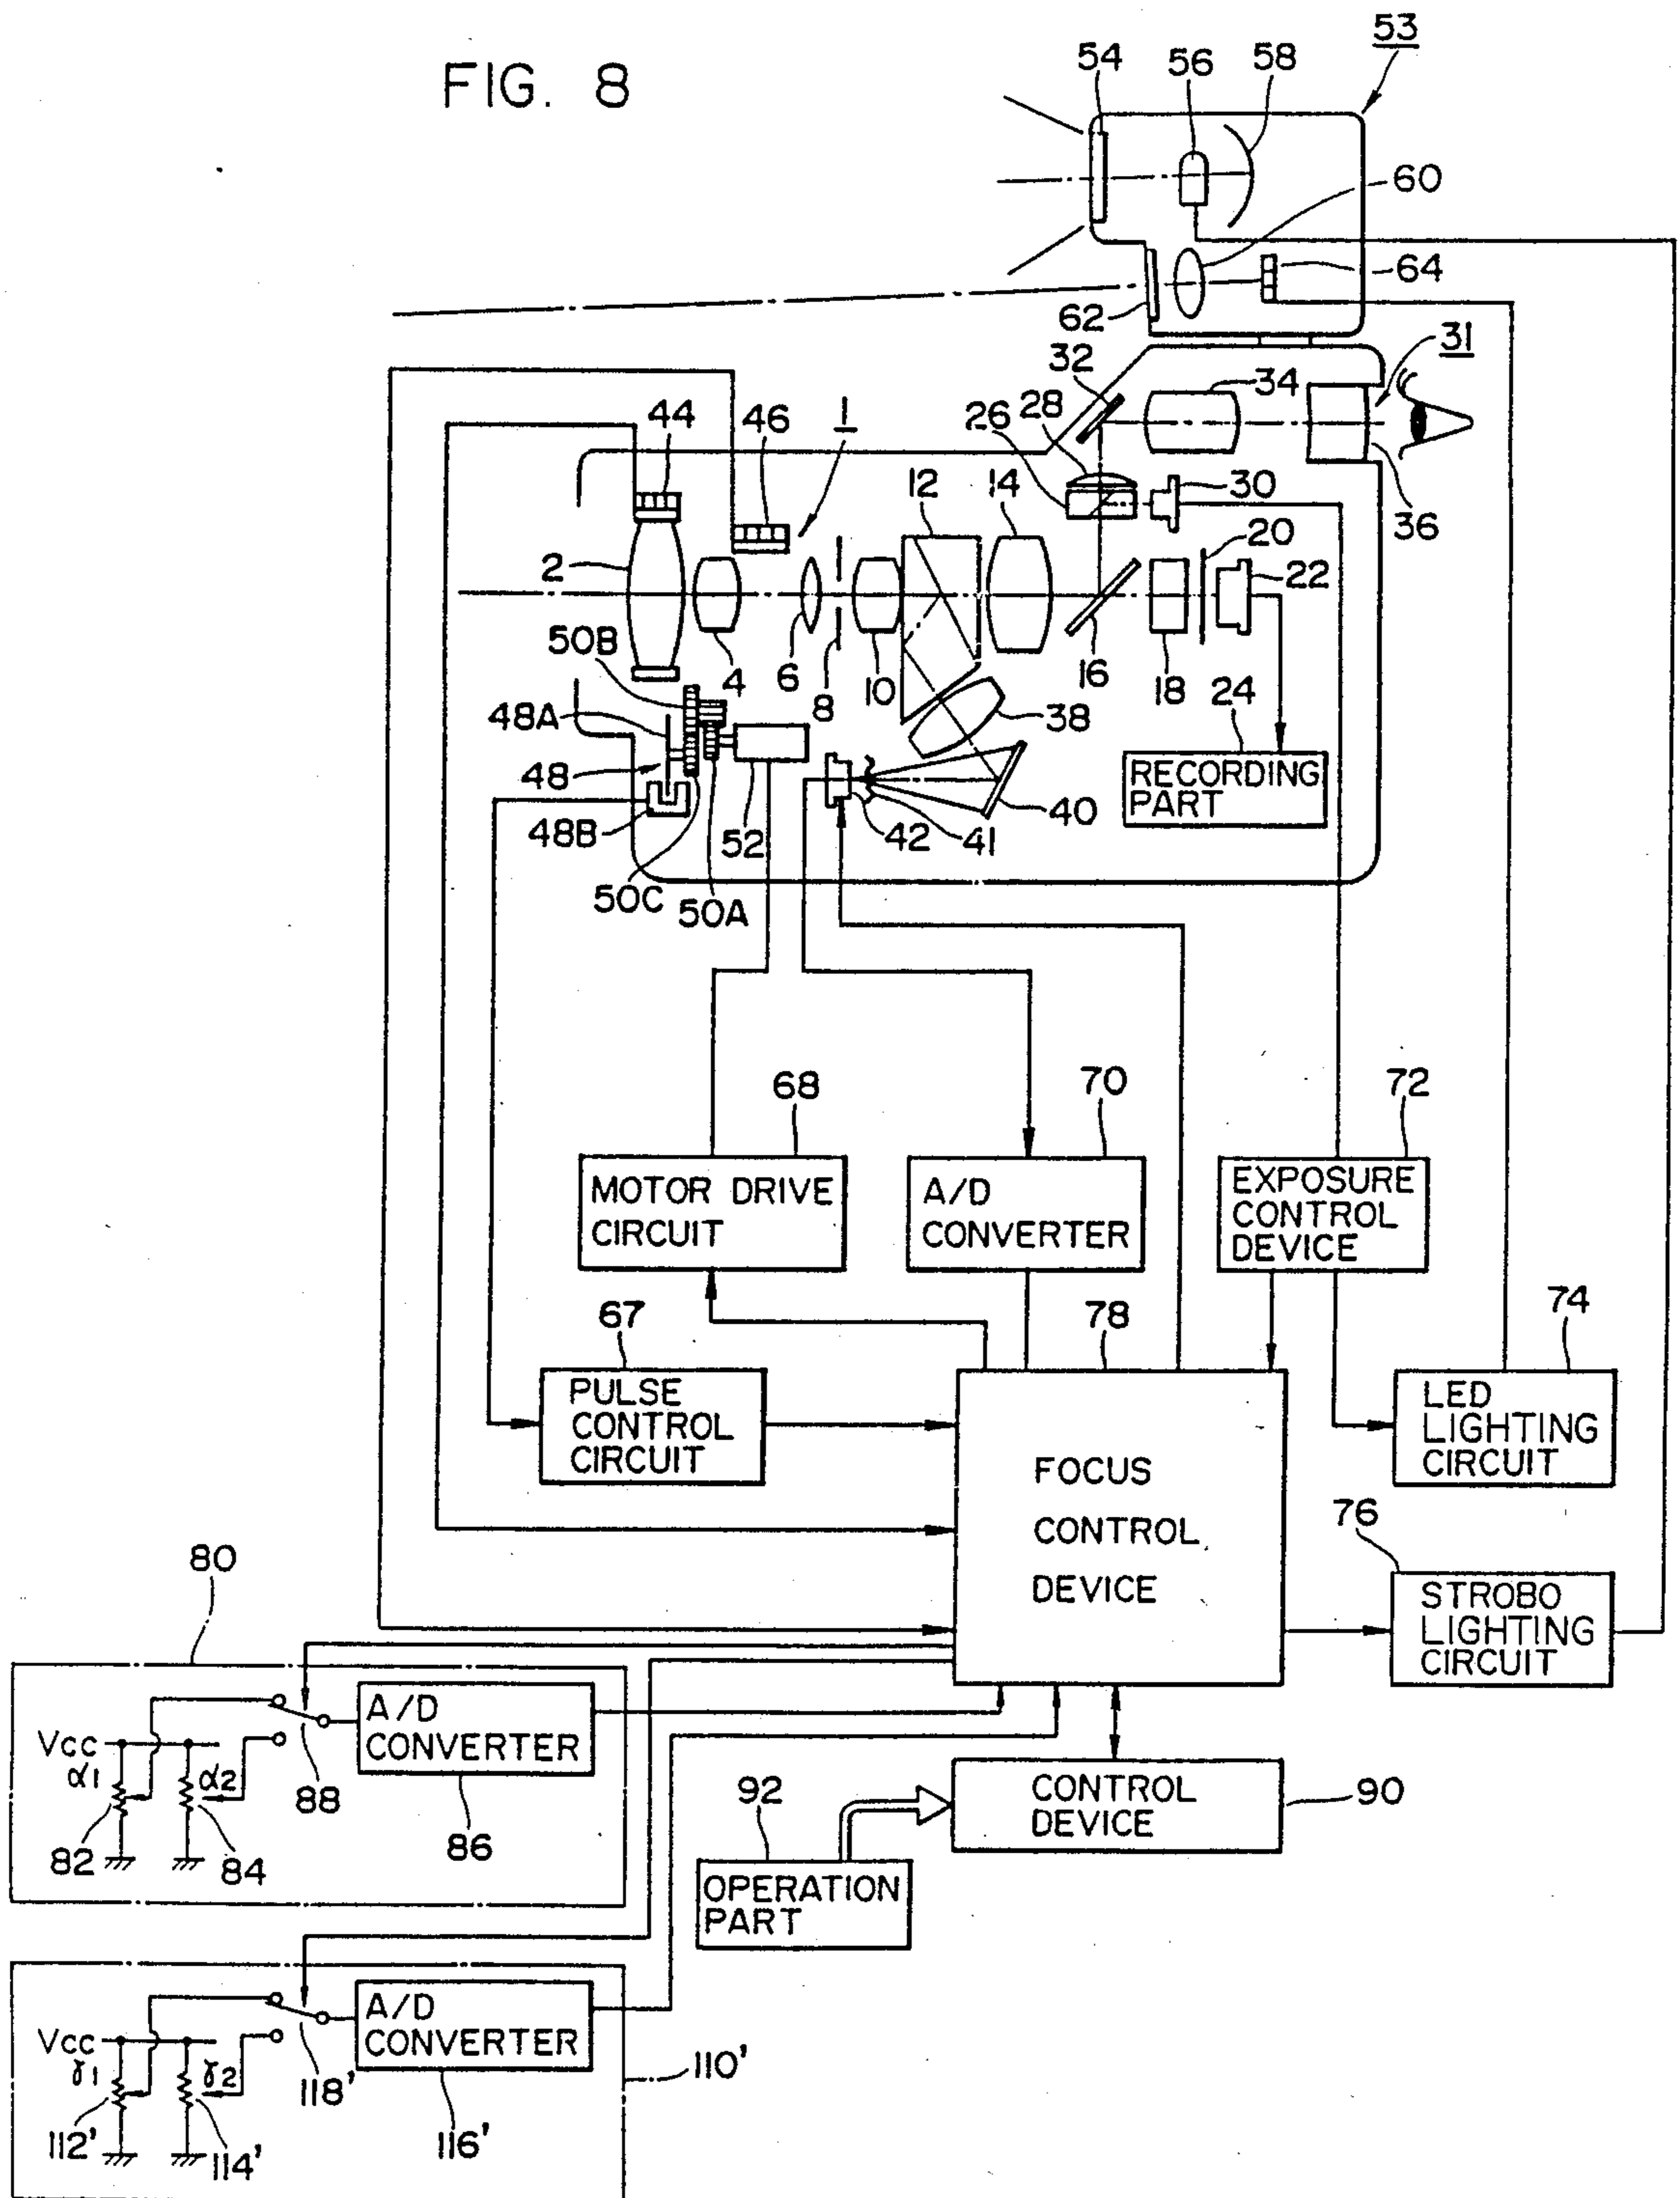 FIG. 8
53
54 56 58
60
64
62
31
32 34
26 28
44 46 1
12 14 30
36
20
2 22
50B
4 6 8 10 16 18 24
48A 38
48
RECORDING
PART
40
48B 52 42 41
50C 50A
68 70 72
MOTOR DRIVE
CIRCUIT
A/D
CONVERTER
EXPOSURE
CONTROL
DEVICE
67 78 74
PULSE
CONTROL
CIRCUIT
FOCUS
CONTROL
DEVICE
LED
LIGHTING
CIRCUIT
76
80
STROBO
LIGHTING
CIRCUIT
A/D
CONVERTER
Vcc
α1 α2
88
82 84 86
92
CONTROL
DEVICE
90
OPERATION
PART
A/D
CONVERTER
Vcc
γ1 γ2
118'
110'
112' 114' 116'